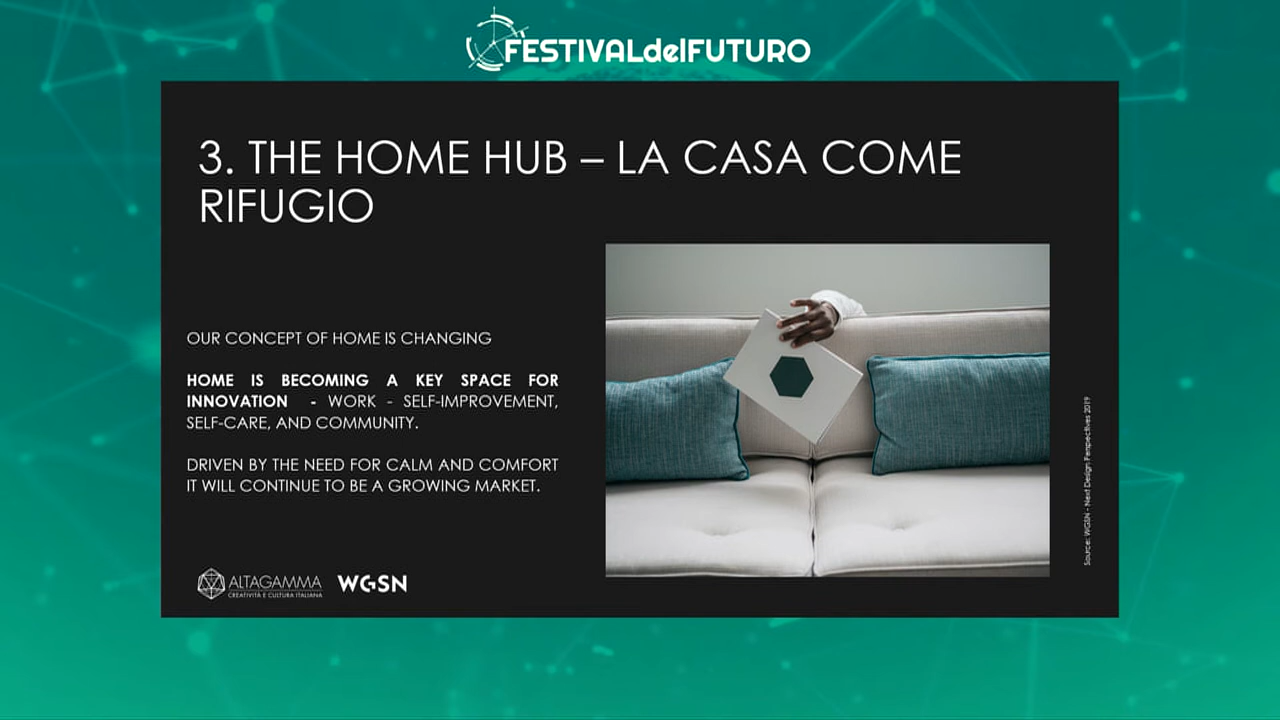 FESTIVALdelFUTURO
3. THE HOME HUB – LA CASA COME
RIFUGIO
OUR CONCEPT OF HOME IS CHANGING
HOME IS BECOMING A KEY SPACE FOR
INNOVATION - WORK - SELF-IMPROVEMENT,
SELF-CARE, AND COMMUNITY.
DRIVEN BY THE NEED FOR CALM AND COMFORT
IT WILL CONTINUE TO BE A GROWING MARKET.
Source: WGSN - Next Design Perspectives 2019
ALTAGAMMA
CREATIVITÀ E CULTURA ITALIANA
WGSN